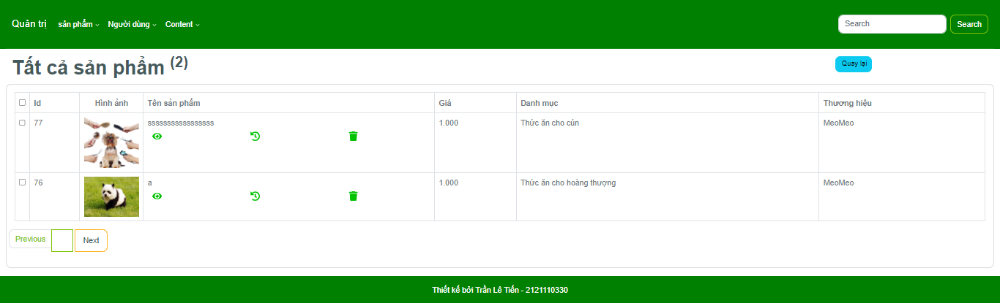 Quản trị sản phẩm Người dùng Content Search Search
Tất cả sản phẩm (2) Quay lại
Id Hình ảnh Tên sản phẩm Giá Danh mục Thương hiệu
77 sssssssssssssssss 1.000 Thức ăn cho cún MeoMeo
76 a 1.000 Thức ăn cho hoàng thượng MeoMeo
Previous Next
Thiết kế bởi Trần Lê Tiến - 2121110330